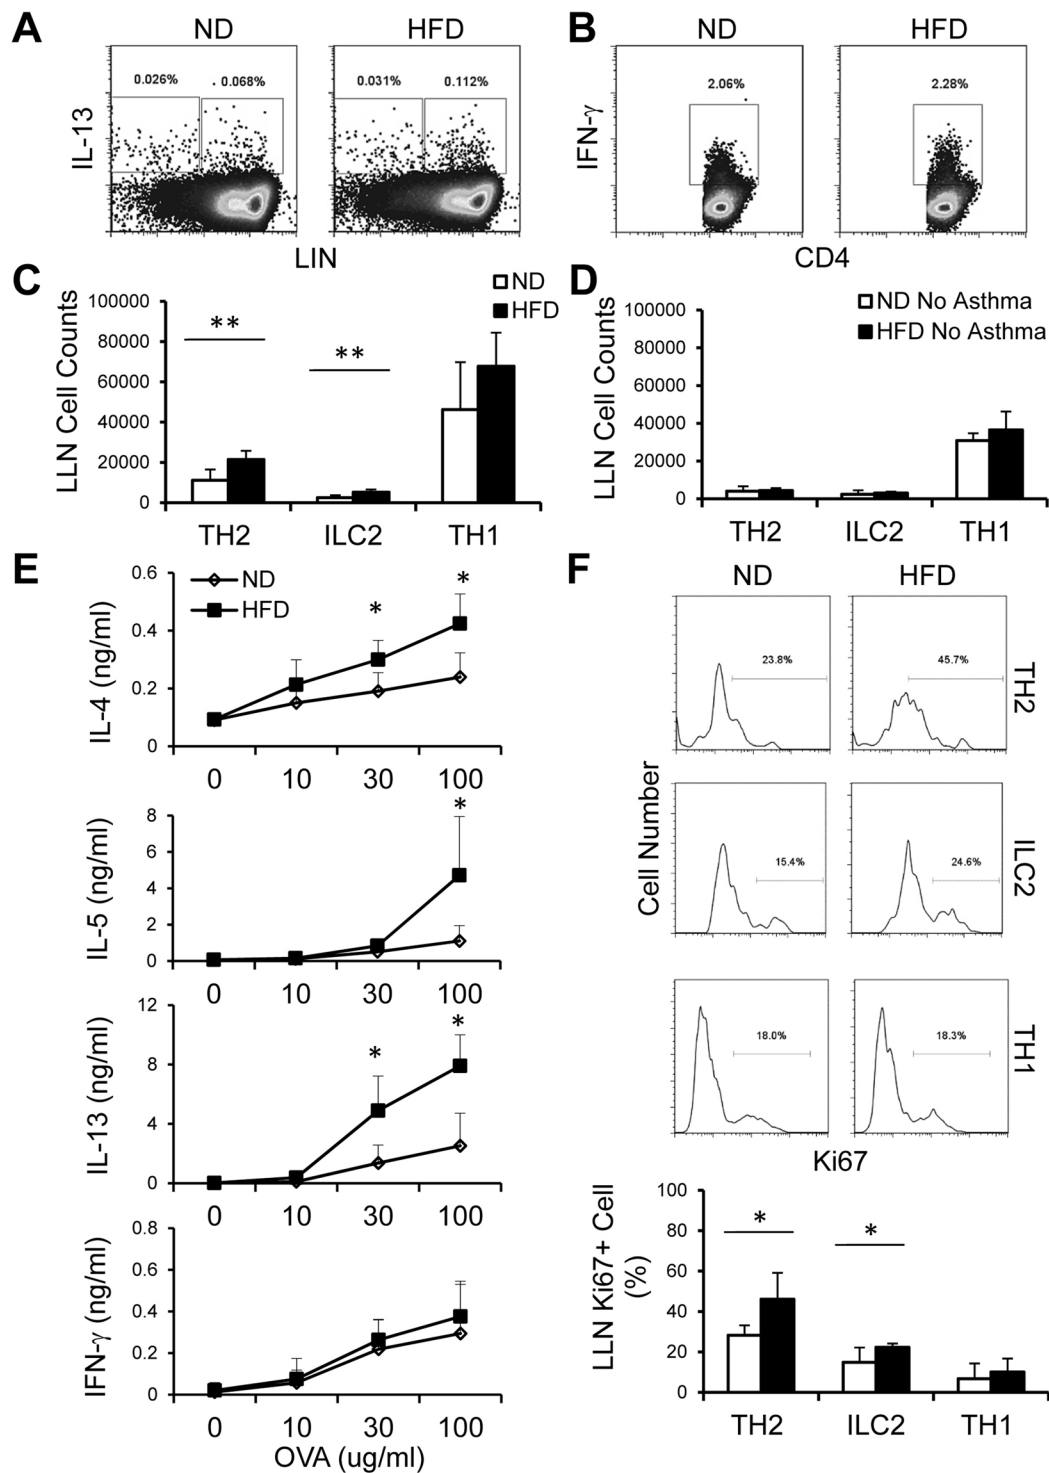 A
ND
HFD
0.026%
0.068%
0.031%
0.112%
IL-13
LIN
B
ND
HFD
2.06%
2.28%
IFN-γ
CD4
C
ND
HFD
LLN Cell Counts
100000
80000
60000
40000
20000
0
**
**
TH2
ILC2
TH1
D
ND No Asthma
HFD No Asthma
LLN Cell Counts
100000
80000
60000
40000
20000
0
TH2
ILC2
TH1
E
ND
HFD
IL-4 (ng/ml)
0.6
0.4
0.2
0
*
*
0 10 30 100
IL-5 (ng/ml)
8
6
4
2
0
*
0 10 30 100
IL-13 (ng/ml)
12
8
4
0
*
*
0 10 30 100
IFN-γ (ng/ml)
0.8
0.6
0.4
0.2
0
0 10 30 100
OVA (ug/ml)
F
ND
HFD
23.8%
45.7%
TH2
15.4%
24.6%
ILC2
18.0%
18.3%
TH1
Cell Number
Ki67
LLN Ki67+ Cell
(%)
100
80
60
40
20
0
*
*
TH2
ILC2
TH1